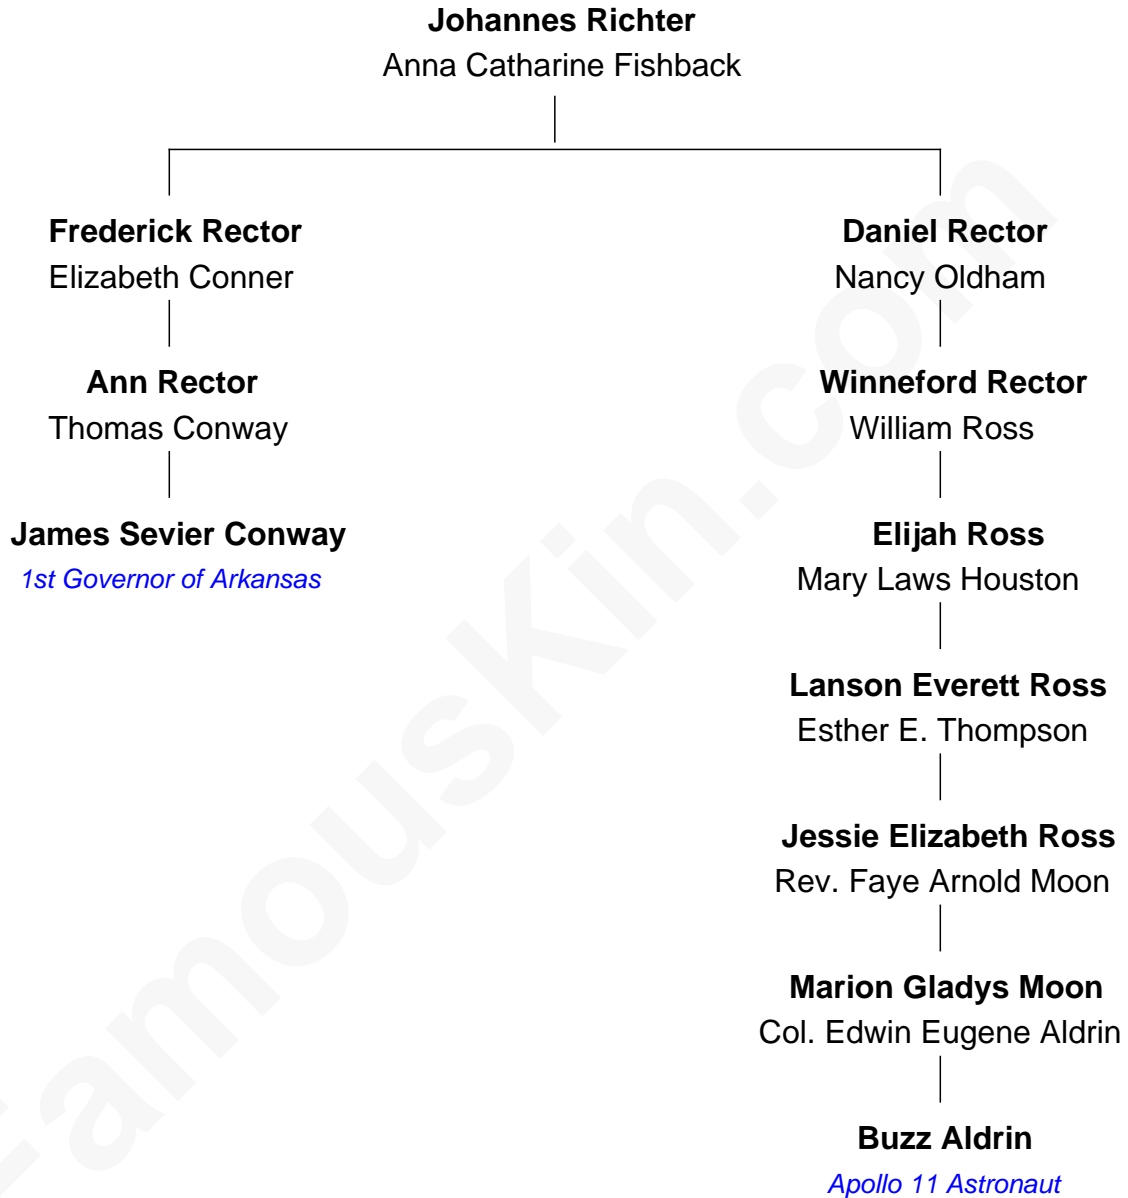 Johannes Richter
Anna Catharine Fishback
Frederick Rector
Elizabeth Conner
Daniel Rector
Nancy Oldham
Ann Rector
Thomas Conway
Winneford Rector
William Ross
James Sevier Conway
1st Governor of Arkansas
Elijah Ross
Mary Laws Houston
Lanson Everett Ross
Esther E. Thompson
Jessie Elizabeth Ross
Rev. Faye Arnold Moon
Marion Gladys Moon
Col. Edwin Eugene Aldrin
Buzz Aldrin
Apollo 11 Astronaut
FamousKin.com